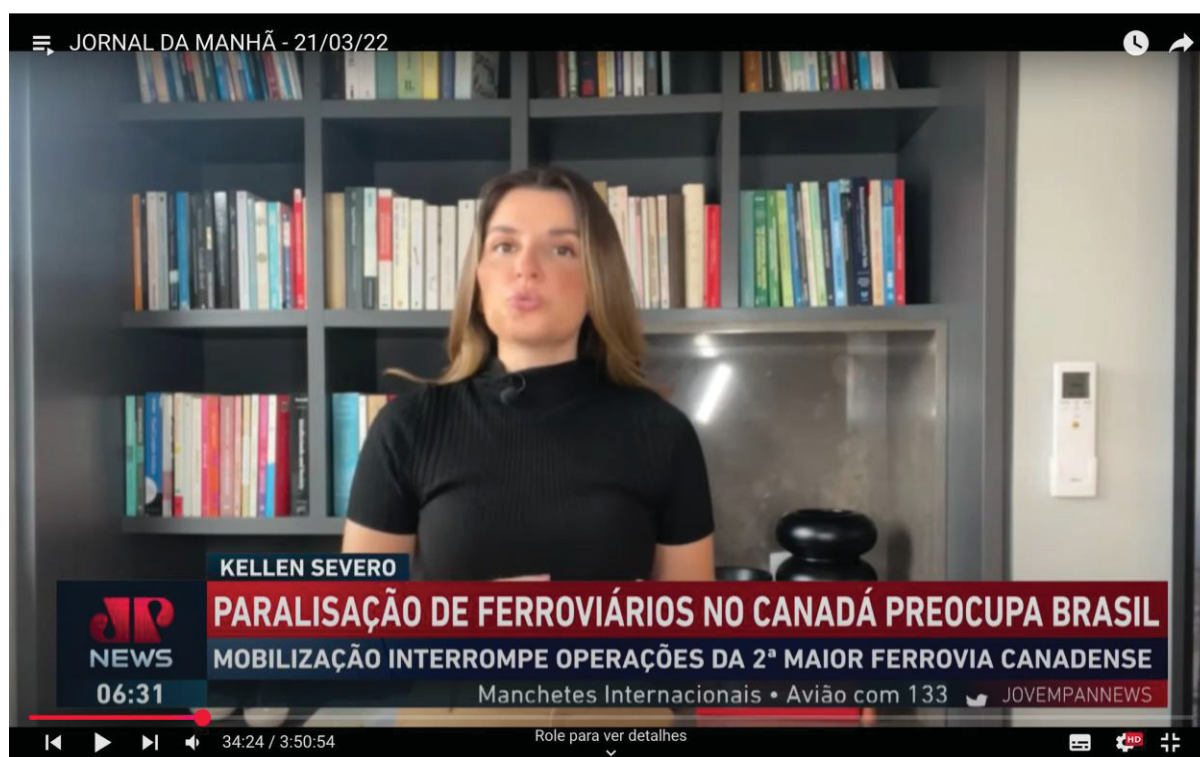 JORNAL DA MANHÃ - 21/03/22
KELLEN SEVERO
PARALISAÇÃO DE FERROVIÁRIOS NO CANADÁ PREOCUPA BRASIL
JP
NEWS
MOBILIZAÇÃO INTERROMPE OPERAÇÕES DA 2ª MAIOR FERROVIA CANADENSE
06:31
Manchetes Internacionais • Avião com 133
JOVEMPANNEWS
34:24 / 3:50:54
Role para ver detalhes
HD